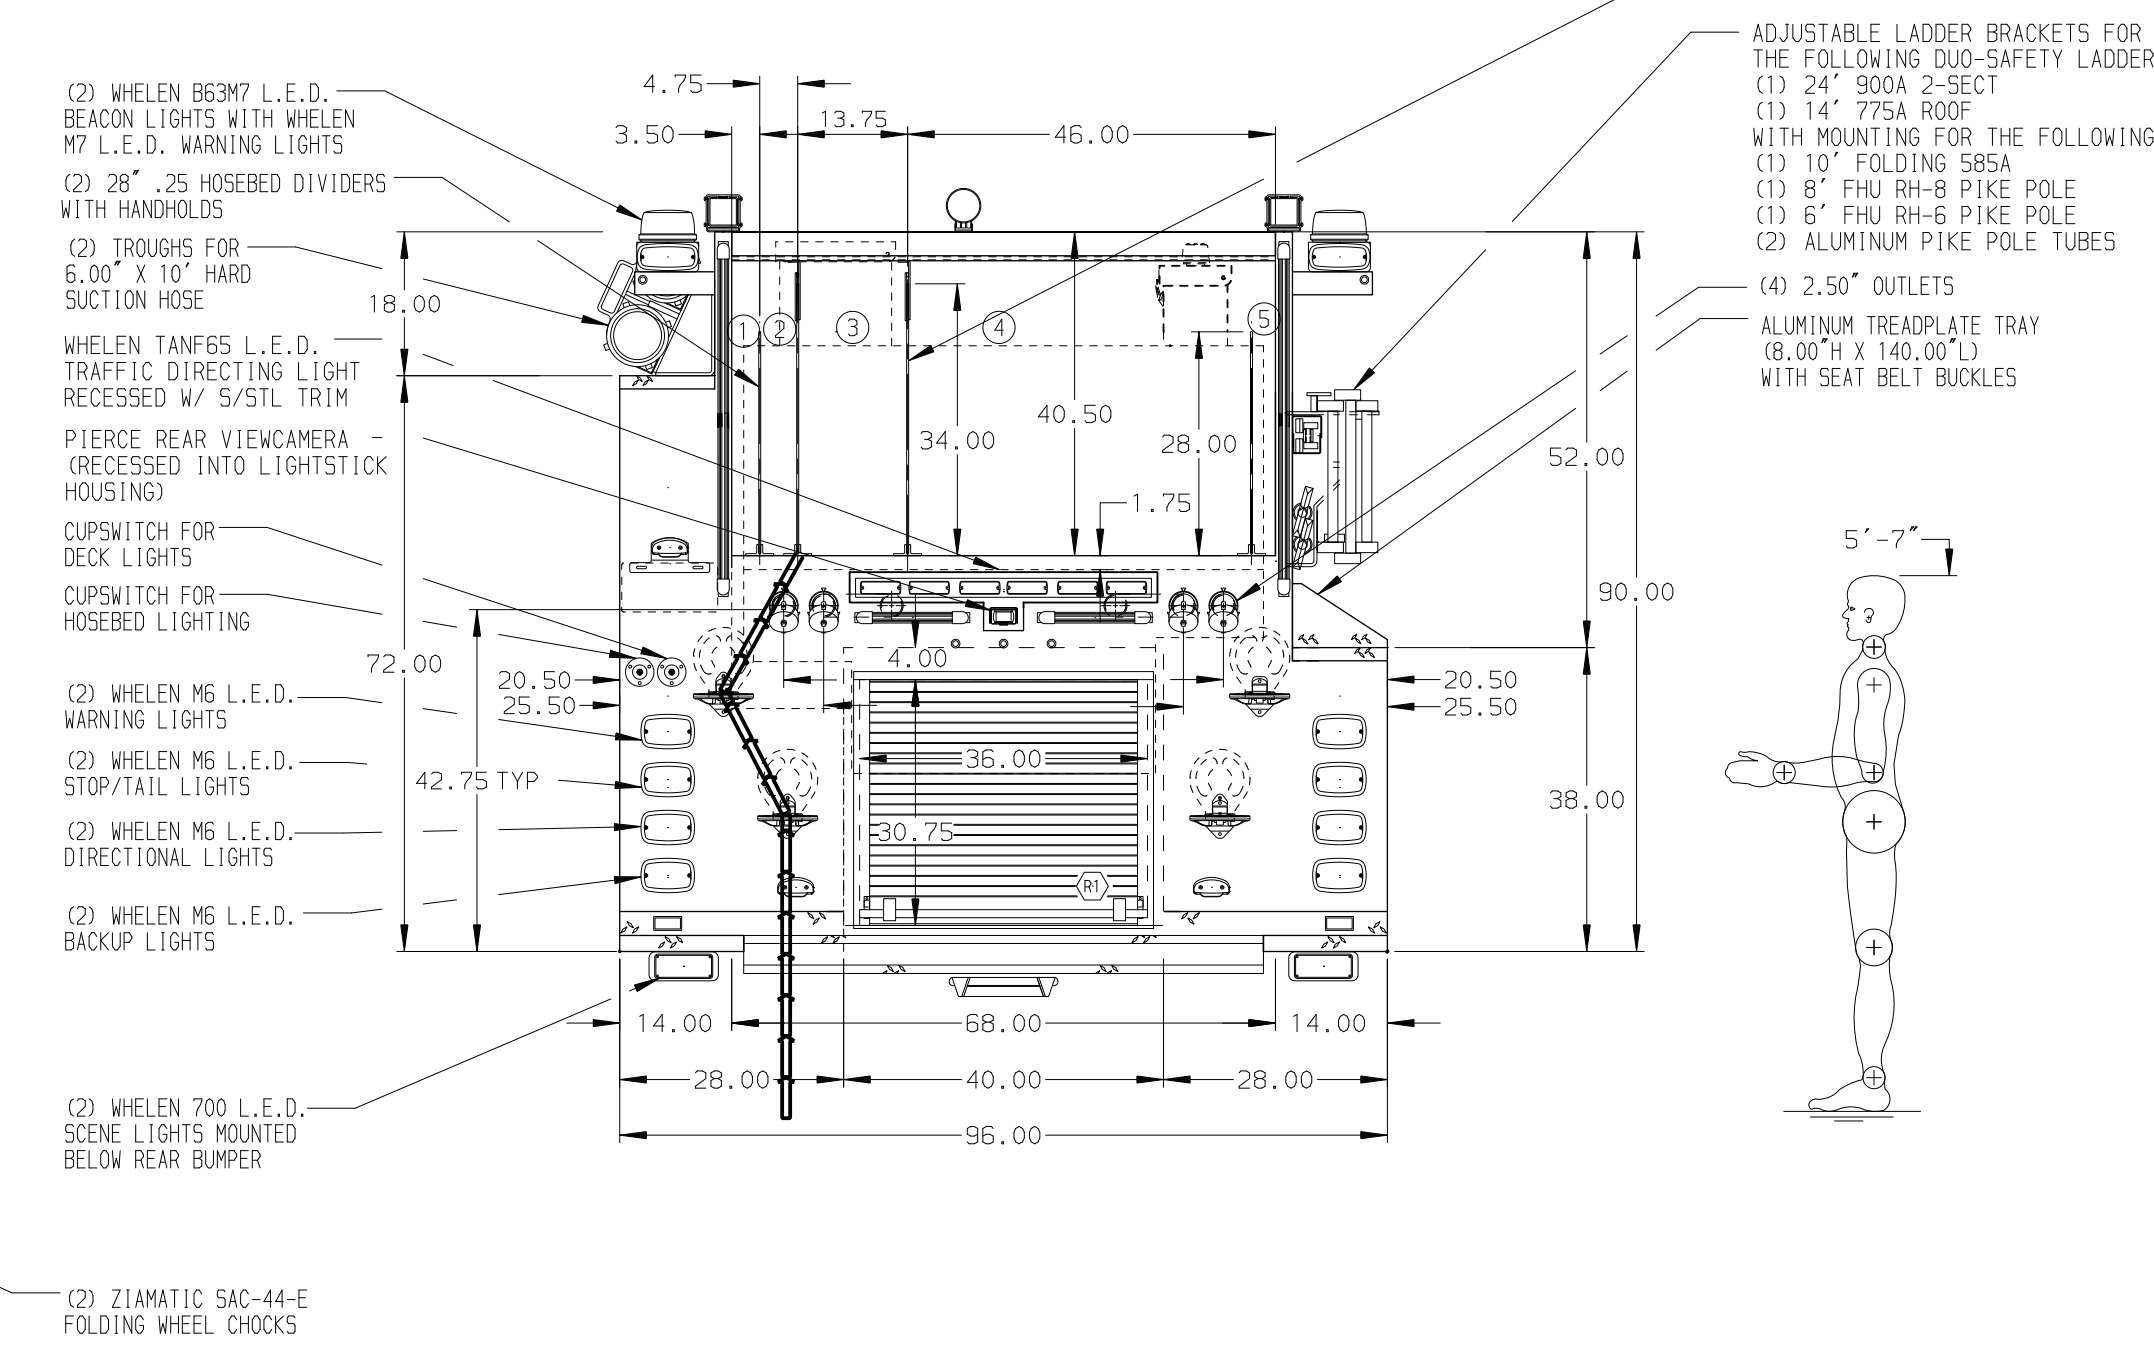 (2) WHELEN B63M7 L.E.D.
BEACON LIGHTS WITH WHELEN
M7 L.E.D. WARNING LIGHTS
(2) 28" .25 HOSEBED DIVIDERS
WITH HANDHOLDS
(2) TROUGHS FOR
6.00" X 10' HARD
SUCTION HOSE
WHELEN TANF65 L.E.D.
TRAFFIC DIRECTING LIGHT
RECESSED W/ S/STL TRIM
PIERCE REAR VIEWCAMERA -
(RECESSED INTO LIGHTSTICK
HOUSING)
CUPSWITCH FOR
DECK LIGHTS
CUPSWITCH FOR
HOSEBED LIGHTING
(2) WHELEN M6 L.E.D.
WARNING LIGHTS
(2) WHELEN M6 L.E.D.
STOP/TAIL LIGHTS
(2) WHELEN M6 L.E.D.
DIRECTIONAL LIGHTS
(2) WHELEN M6 L.E.D.
BACKUP LIGHTS
(2) WHELEN 700 L.E.D.
SCENE LIGHTS MOUNTED
BELOW REAR BUMPER
(2) ZIAMATIC SAC-44-E
FOLDING WHEEL CHOCKS
4.75
13.75
3.50
46.00
18.00
1
2
3
4
5
40.50
34.00
28.00
1.75
52.00
90.00
72.00
4.00
20.50
20.50
25.50
25.50
36.00
42.75 TYP
38.00
30.75
R1
14.00
68.00
14.00
28.00
40.00
28.00
96.00
ADJUSTABLE LADDER BRACKETS FOR
THE FOLLOWING DUO-SAFETY LADDER
(1) 24' 900A 2-SECT
(1) 14' 775A ROOF
WITH MOUNTING FOR THE FOLLOWING
(1) 10' FOLDING 585A
(1) 8' FHU RH-8 PIKE POLE
(1) 6' FHU RH-6 PIKE POLE
(2) ALUMINUM PIKE POLE TUBES
(4) 2.50" OUTLETS
ALUMINUM TREADPLATE TRAY
(8.00"H X 140.00"L)
WITH SEAT BELT BUCKLES
5'-7"